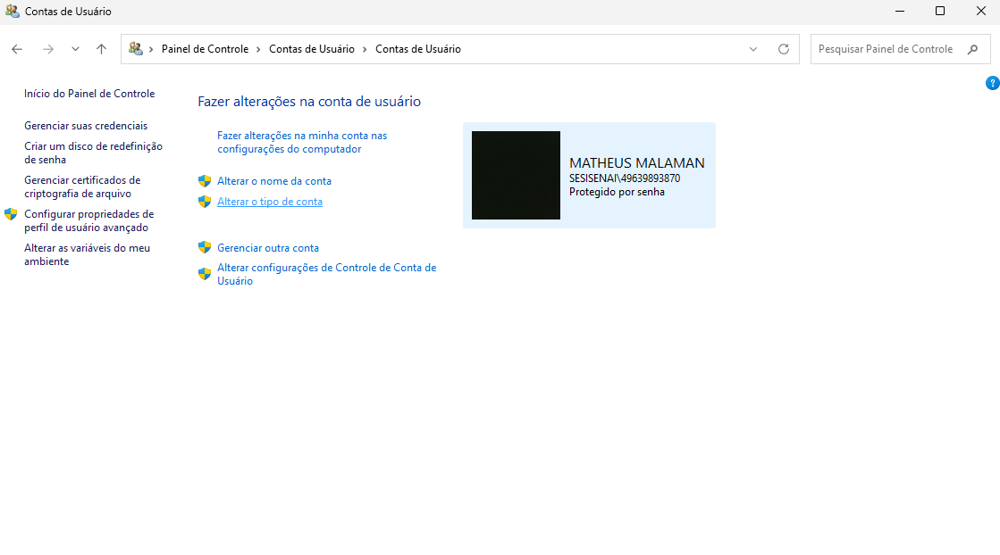 Contas de Usuário
Painel de Controle > Contas de Usuário > Contas de Usuário
Pesquisar Painel de Controle
Início do Painel de Controle
Gerenciar suas credenciais
Criar um disco de redefinição
de senha
Gerenciar certificados de
criptografia de arquivo
Configurar propriedades de
perfil de usuário avançado
Alterar as variáveis do meu
ambiente
Fazer alterações na conta de usuário
Fazer alterações na minha conta nas
configurações do computador
Alterar o nome da conta
Alterar o tipo de conta
Gerenciar outra conta
Alterar configurações de Controle de Conta de
Usuário
MATHEUS MALAMAN
SESISENAI\49639893870
Protegido por senha
?